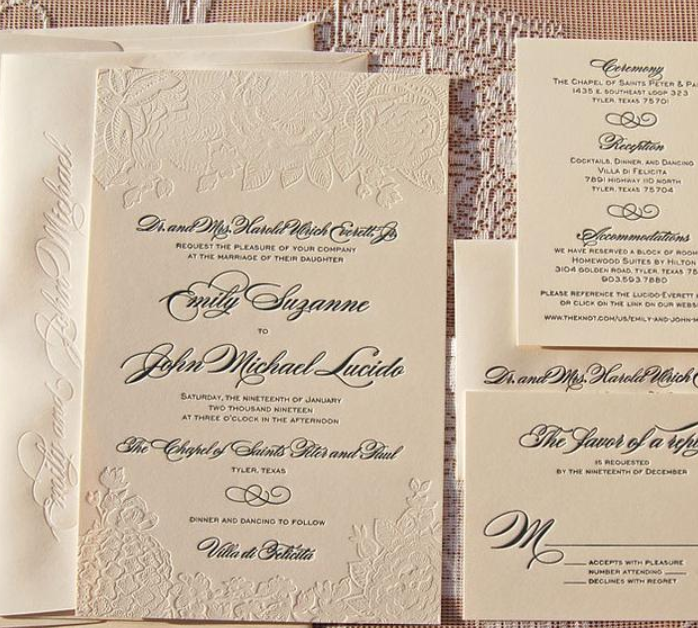 Emily and John Michael
Dr. and Mrs. Harold Ulrich Everett, Jr.
REQUEST THE PLEASURE OF YOUR COMPANY
AT THE MARRIAGE OF THEIR DAUGHTER
Emily Suzanne
TO
John Michael Lucido
SATURDAY, THE NINETEENTH OF JANUARY
TWO THOUSAND NINETEEN
AT THREE O'CLOCK IN THE AFTERNOON
The Chapel of Saints Peter and Paul
TYLER, TEXAS
DINNER AND DANCING TO FOLLOW
Villa di Felicitá
Ceremony
THE CHAPEL OF SAINTS PETER & PA
1435 E. SOUTHEAST LOOP 323
TYLER, TEXAS 75701
Reception
COCKTAILS, DINNER, AND DANCING
VILLA DI FELICITA
7891 HIGHWAY 110 NORTH
TYLER, TEXAS 75704
Accommodations
WE HAVE RESERVED A BLOCK OF ROOM
HOMEWOOD SUITES BY HILTON
3104 GOLDEN ROAD, TYLER, TEXAS 75
903.593.7880
PLEASE REFERENCE THE LUCIDO-EVERETT
OR CLICK ON THE LINK ON OUR WEBS
WWW.THEKNOT.COM/US/EMILY-AND-JOHN-M
Dr. and Mrs. Harold Ulrich
The favor of a reply
IS REQUESTED
BY THE NINETEENTH OF DECEMBER
M
ACCEPTS WITH PLEASURE
NUMBER ATTENDING
DECLINES WITH REGRET